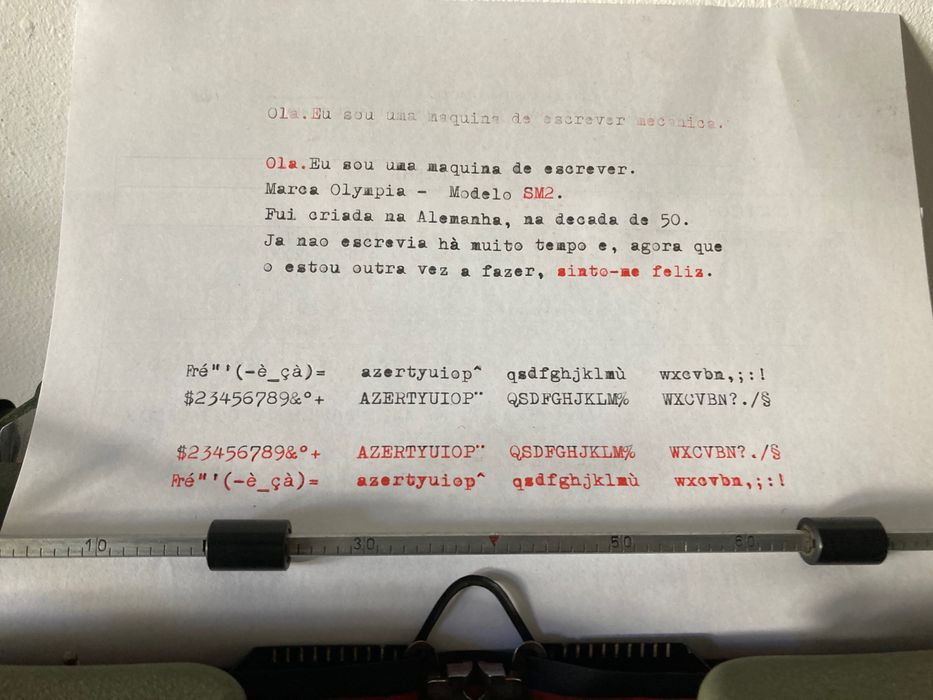 Ola.Eu sou uma maquina de escrever mecanica.
Ola.Eu sou uma maquina de escrever.
Marca Olympia - Modelo SM2.
Fui criada na Alemanha, na decada de 50.
Ja nao escrevia hà muito tempo e, agora que
o estou outra vez a fazer, sinto-me feliz.
Fré"'(-è_çà)= azertyuiop^ qsdfghjklmù wxcvbn,;:!
$23456789&°+ AZERTYUIOP¨ QSDFGHJKLM% WXCVBN?./§
$23456789&°+ AZERTYUIOP¨ QSDFGHJKLM% WXCVBN?./§
Fré"'(-è_çà)= azertyuiop^ qsdfghjklmù wxcvbn,;:!
10 30 50 60